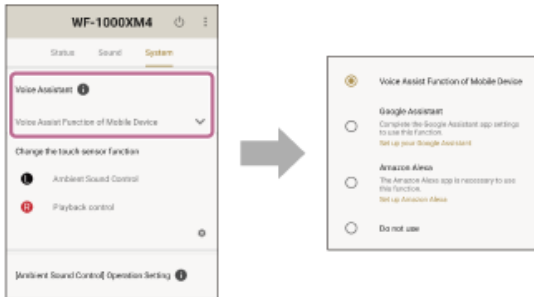 WF-1000XM4
Status Sound System
Voice Assistant
Voice Assist Function of Mobile Device
Change the touch sensor function
L Ambient Sound Control
R Playback control
[Ambient Sound Control] Operation Setting
Voice Assist Function of Mobile Device
Google Assistant
Complete the Google Assistant app settings
to use this function.
Set up your Google Assistant
Amazon Alexa
The Amazon Alexa app is necessary to use
this function.
Set up Amazon Alexa
Do not use